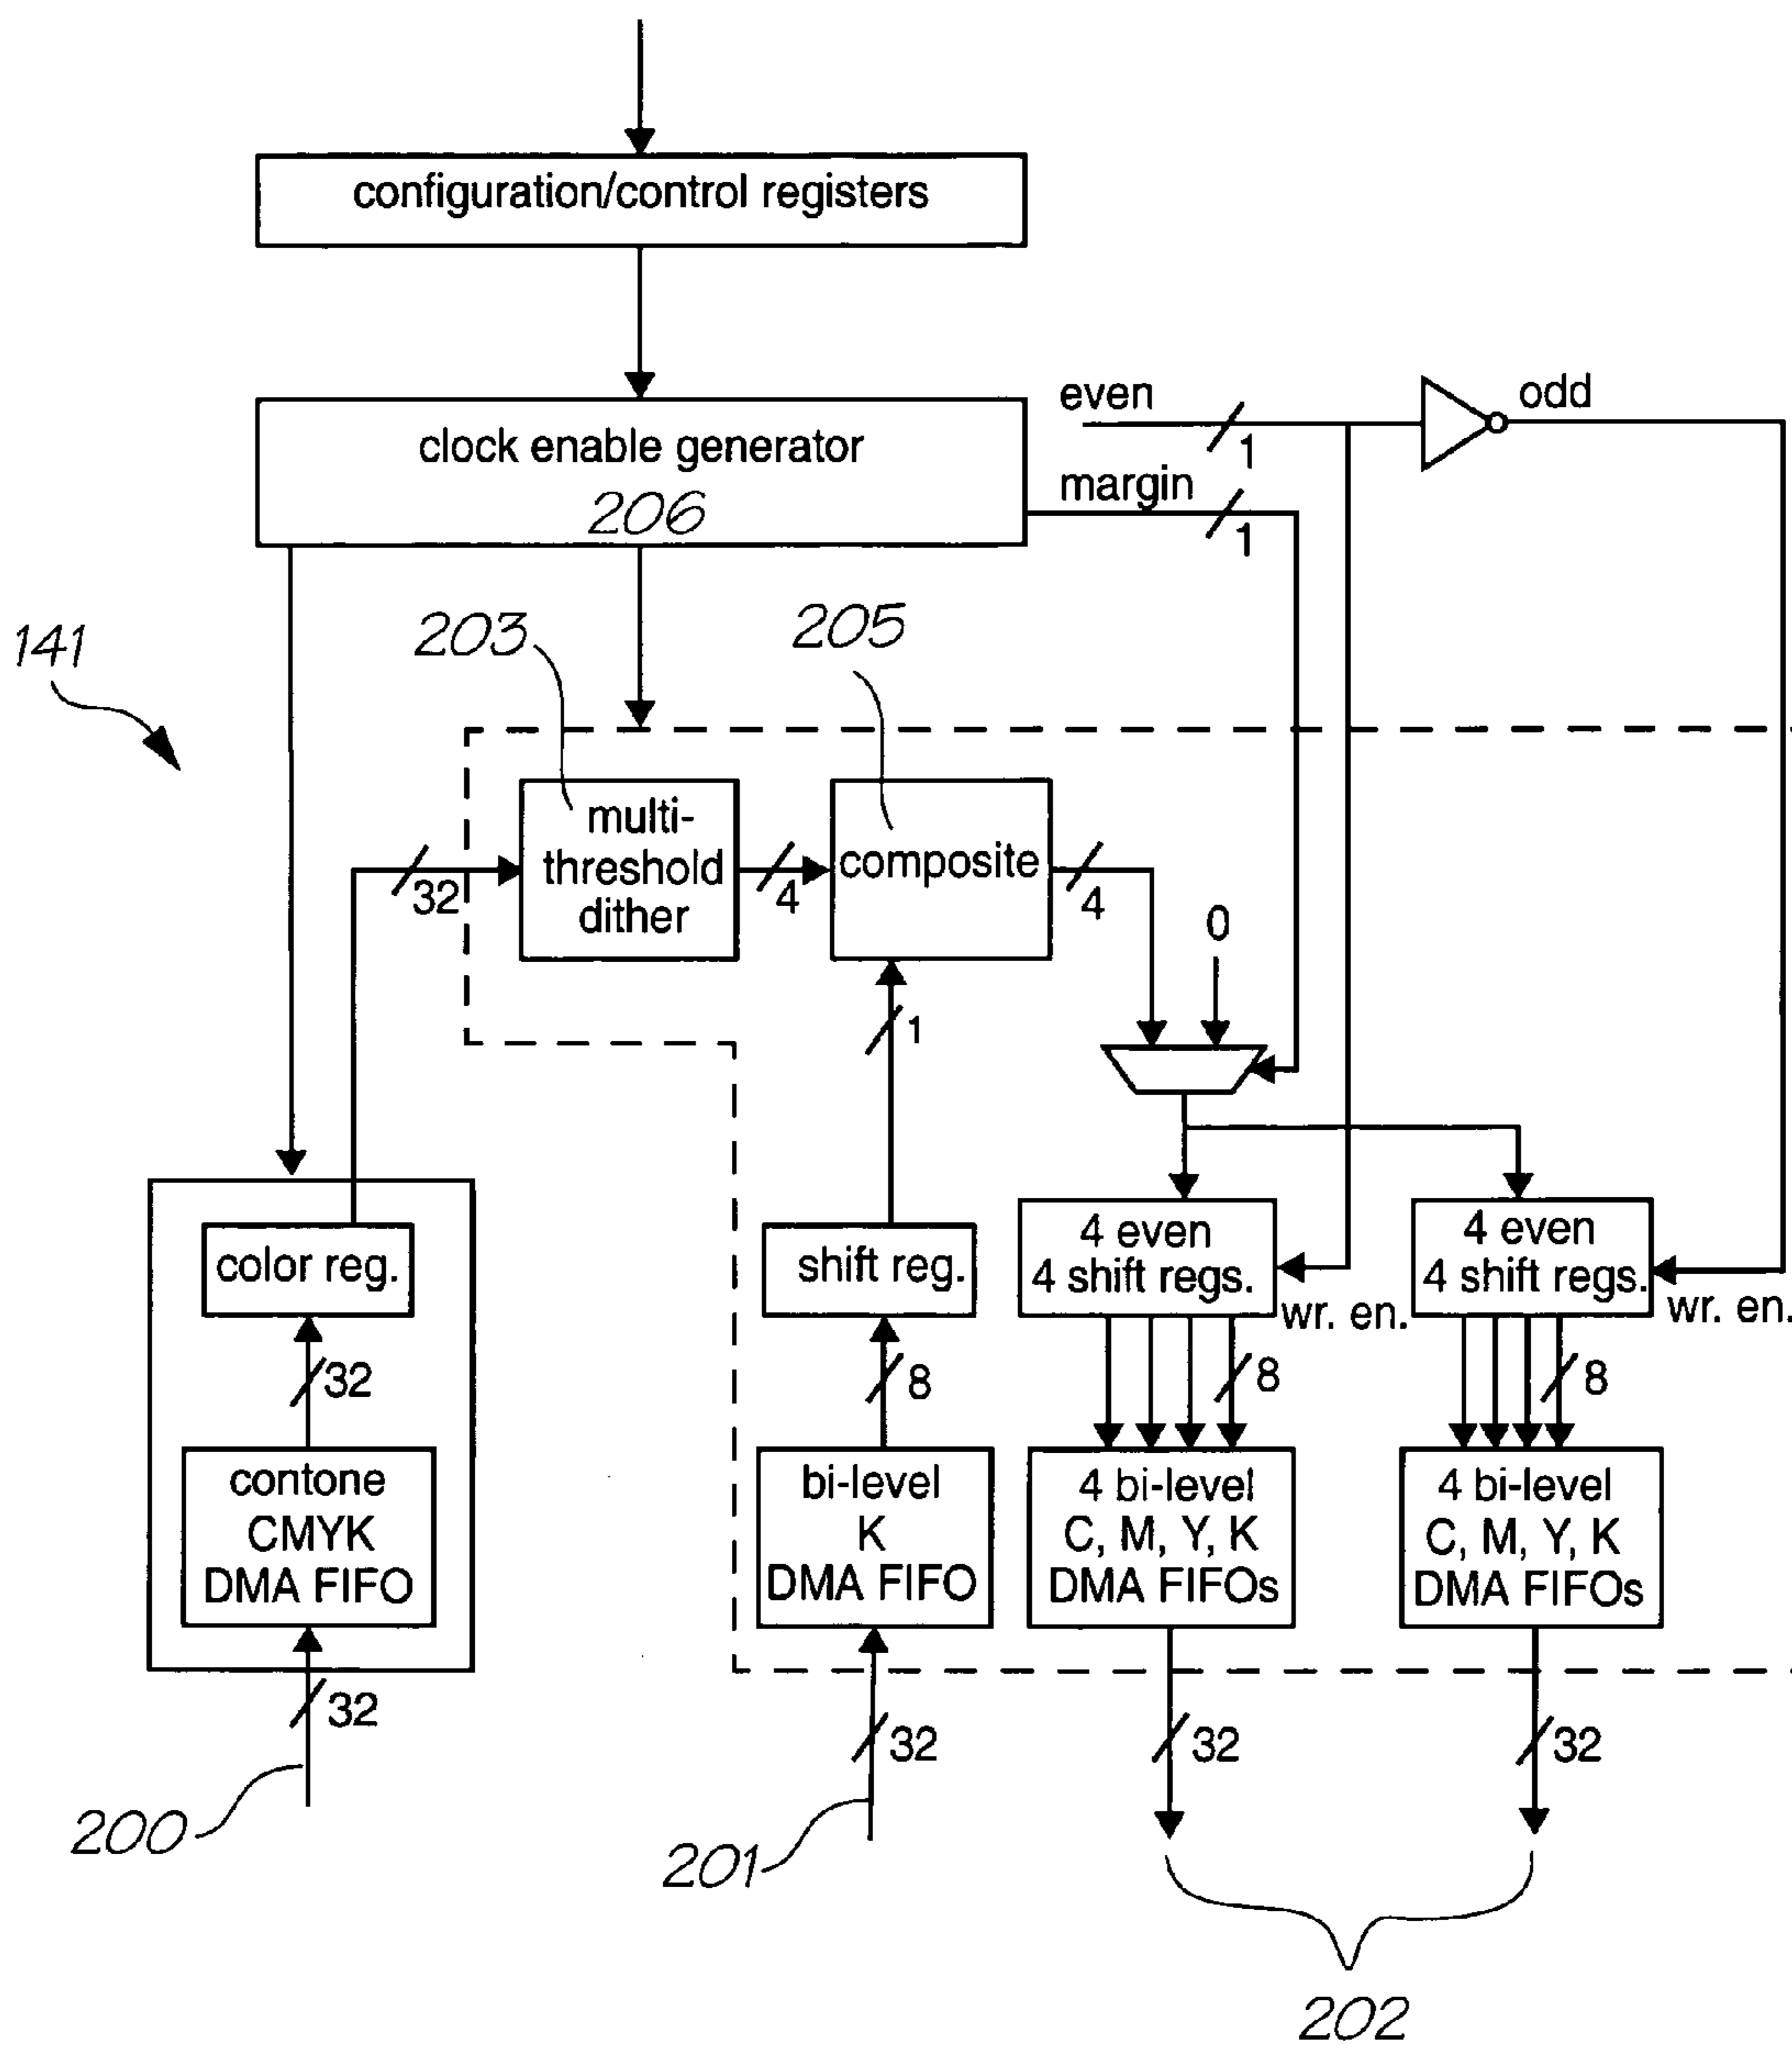 configuration/control registers
clock enable generator
206
even
1
odd
margin
1
141
203
205
32
multi-
threshold
dither
4
composite
4
0
1
color reg.
shift reg.
4 even
4 shift regs.
wr. en.
4 even
4 shift regs.
wr. en.
32
8
8
8
contone
CMYK
DMA FIFO
bi-level
K
DMA FIFO
4 bi-level
C, M, Y, K
DMA FIFOs
4 bi-level
C, M, Y, K
DMA FIFOs
32
32
32
32
200
201
202